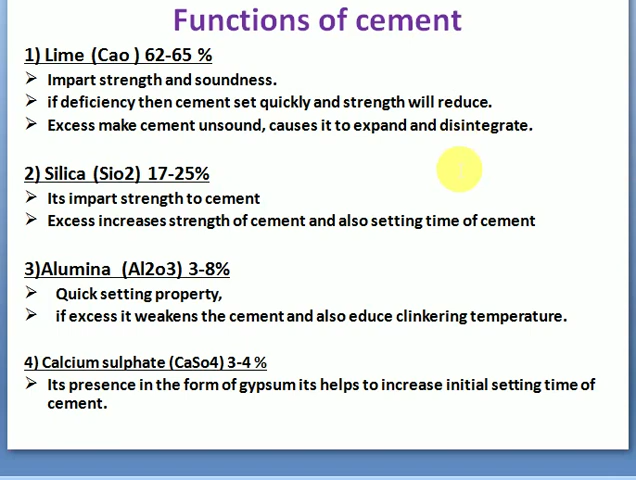 Functions of cement
1) Lime (Cao ) 62-65 %
➢ Impart strength and soundness.
➢ if deficiency then cement set quickly and strength will reduce.
➢ Excess make cement unsound, causes it to expand and disintegrate.
2) Silica (Sio2) 17-25%
➢ Its impart strength to cement
➢ Excess increases strength of cement and also setting time of cement
3)Alumina (Al2o3) 3-8%
➢ Quick setting property,
➢ if excess it weakens the cement and also educe clinkering temperature.
4) Calcium sulphate (CaSo4) 3-4 %
➢ Its presence in the form of gypsum its helps to increase initial setting time of
cement.